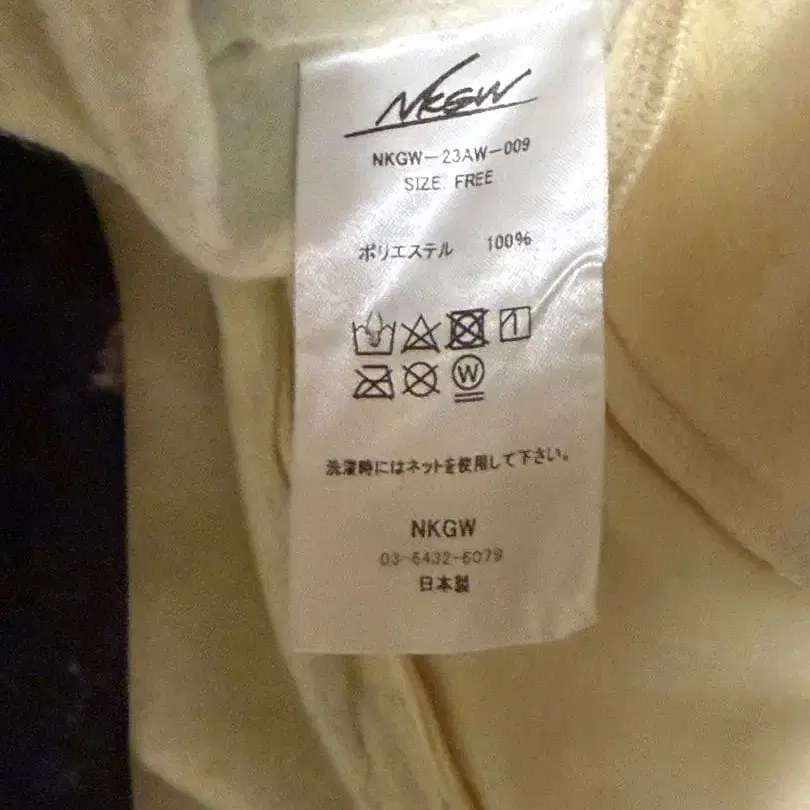 NKGW
NKGW-23AW-009
SIZE FREE
ポリエステル 100%
W
洗濯時にはネットを使用して下さい。
NKGW
03-6432-6079
日本製